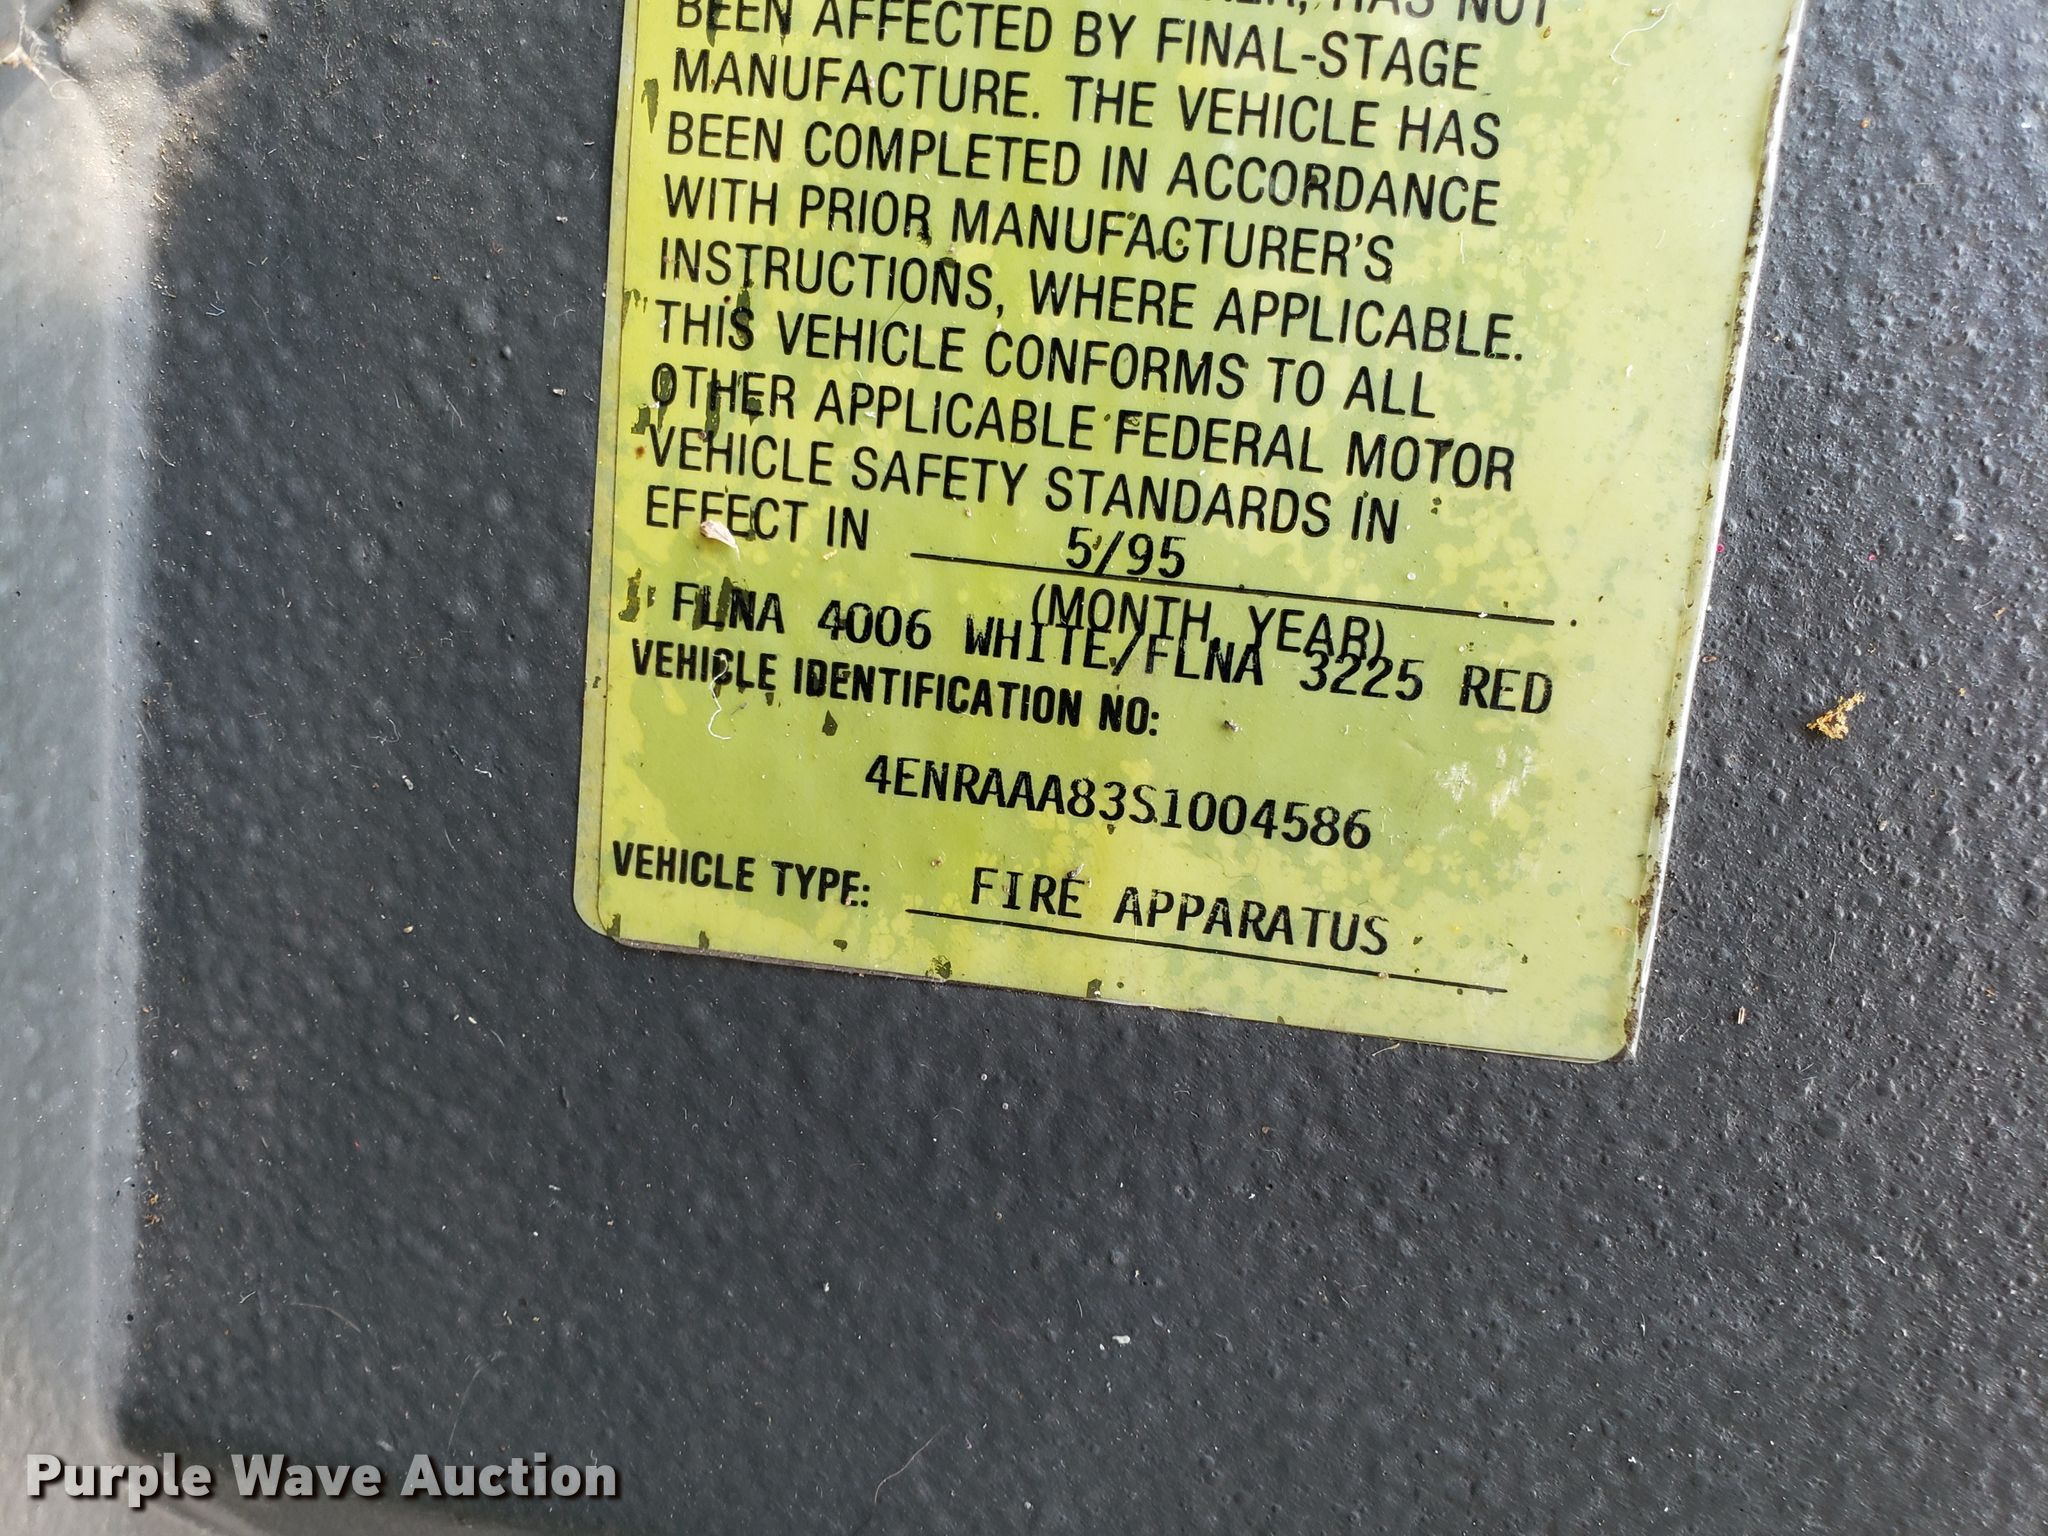 HAS NOT
BEEN AFFECTED BY FINAL-STAGE
MANUFACTURE. THE VEHICLE HAS
BEEN COMPLETED IN ACCORDANCE
WITH PRIOR MANUFACTURER'S
INSTRUCTIONS, WHERE APPLICABLE.
THIS VEHICLE CONFORMS TO ALL
OTHER APPLICABLE FEDERAL MOTOR
VEHICLE SAFETY STANDARDS IN
EFFECT IN 5/95.
(MONTH, YEAR)
FLNA 4006 WHITE/FLNA 3225 RED
VEHICLE IDENTIFICATION NO:
4ENRAAA83S1004586
VEHICLE TYPE: FIRE APPARATUS
Purple Wave Auction